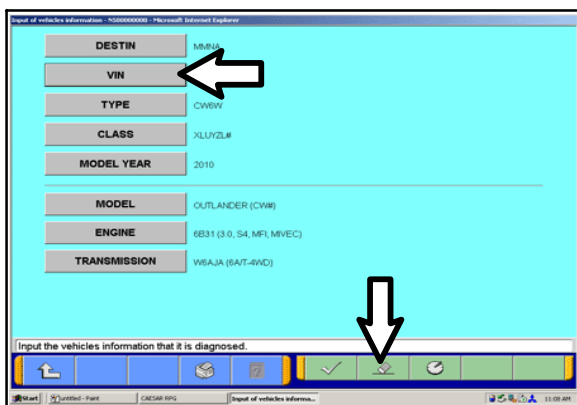 Input of vehicles information - NS00000000 - Microsoft Internet Explorer
DESTIN MMNA
VIN
TYPE CW6W
CLASS XLUYZL#
MODEL YEAR 2010
MODEL OUTLANDER (CW#)
ENGINE 6B31 (3.0, S4, MFI, MIVEC)
TRANSMISSION W6AJA (6A/T-4WD)
Input the vehicles information that it is diagnosed.
Start untitled - Paint CAESAR RPG Input of vehicles informa... 11:08 AM